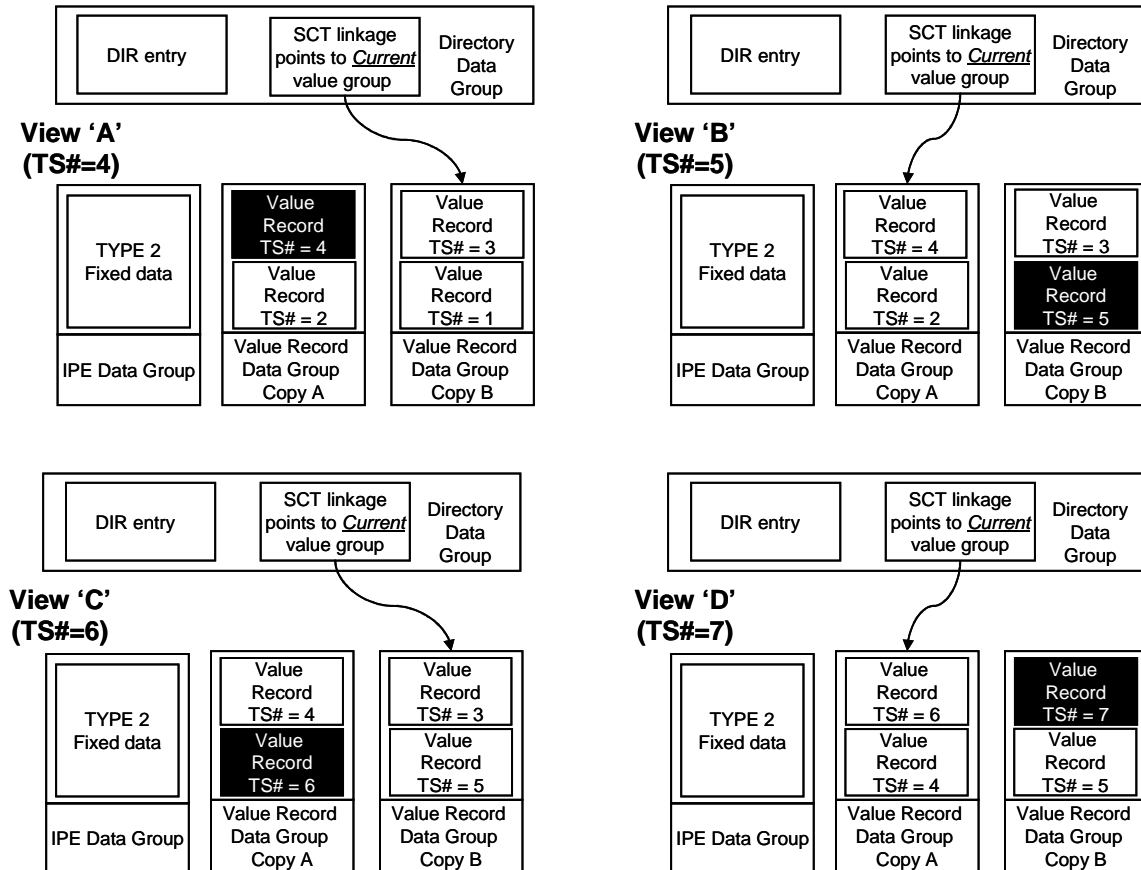 DIR entry
SCT linkage
points to Current
value group
Directory
Data
Group
View ‘A’
(TS#=4)
TYPE 2
Fixed data
IPE Data Group
Value
Record
TS# = 4
Value
Record
TS# = 2
Value Record
Data Group
Copy A
Value
Record
TS# = 3
Value
Record
TS# = 1
Value Record
Data Group
Copy B
DIR entry
SCT linkage
points to Current
value group
Directory
Data
Group
View ‘B’
(TS#=5)
TYPE 2
Fixed data
IPE Data Group
Value
Record
TS# = 4
Value
Record
TS# = 2
Value Record
Data Group
Copy A
Value
Record
TS# = 3
Value
Record
TS# = 5
Value Record
Data Group
Copy B
DIR entry
SCT linkage
points to Current
value group
Directory
Data
Group
View ‘C’
(TS#=6)
TYPE 2
Fixed data
IPE Data Group
Value
Record
TS# = 4
Value
Record
TS# = 6
Value Record
Data Group
Copy A
Value
Record
TS# = 3
Value
Record
TS# = 5
Value Record
Data Group
Copy B
DIR entry
SCT linkage
points to Current
value group
Directory
Data
Group
View ‘D’
(TS#=7)
TYPE 2
Fixed data
IPE Data Group
Value
Record
TS# = 6
Value
Record
TS# = 4
Value Record
Data Group
Copy A
Value
Record
TS# = 7
Value
Record
TS# = 5
Value Record
Data Group
Copy B